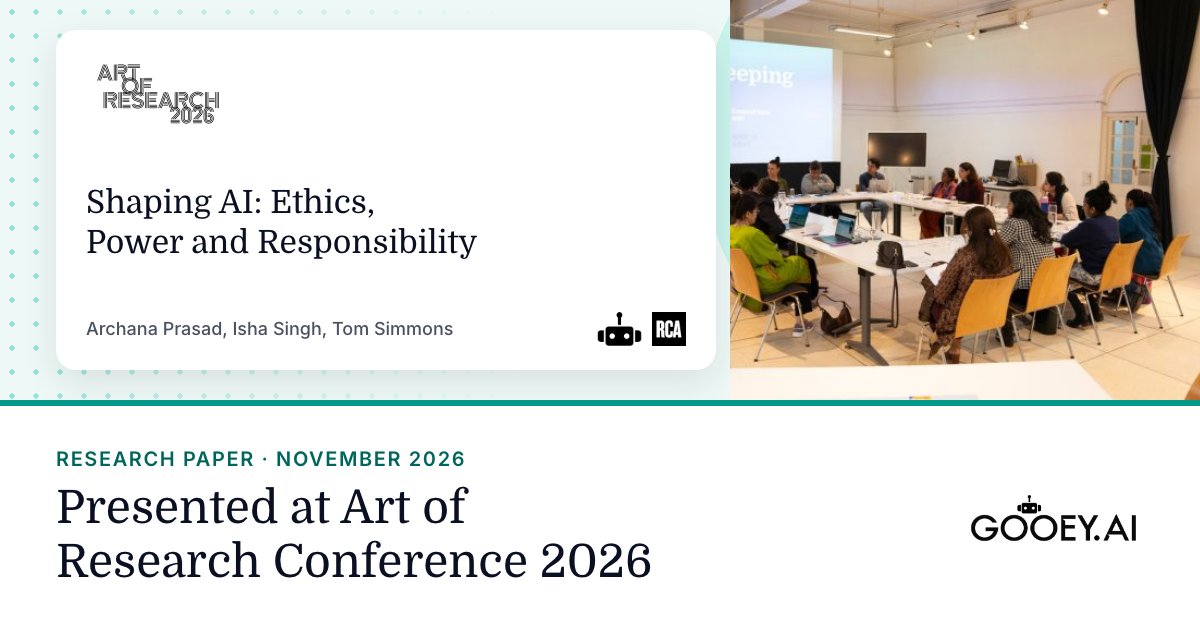 ART
OF
RESEARCH
2026
Shaping AI: Ethics,
Power and Responsibility
Archana Prasad, Isha Singh, Tom Simmons
RCA
eeping
RESEARCH PAPER · NOVEMBER 2026
Presented at Art of
Research Conference 2026
GOOEY.AI